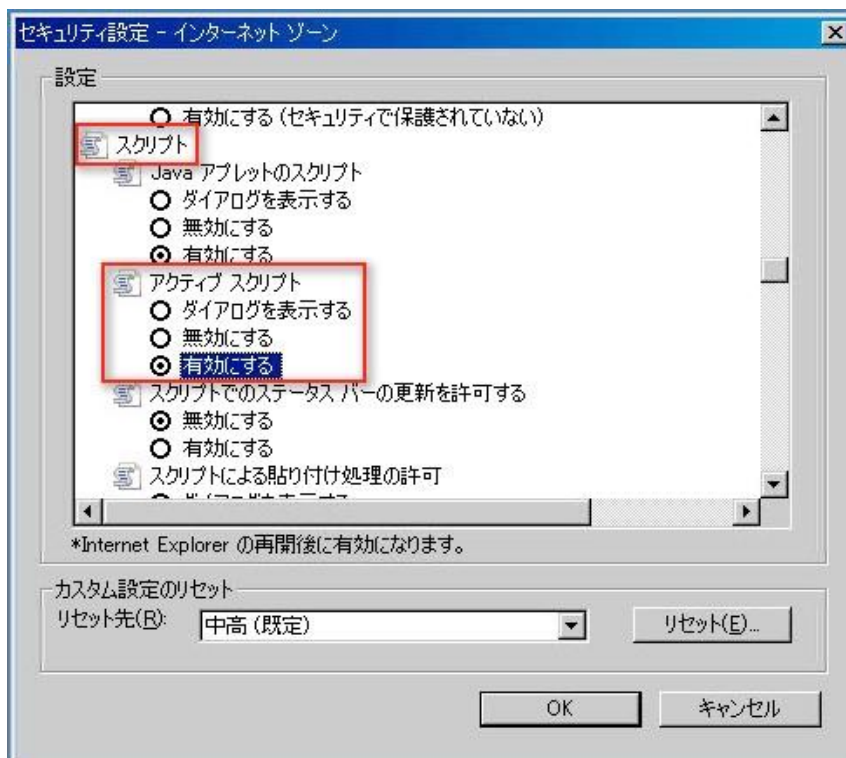 セキュリティ設定 - インターネット ゾーン
設定
有効にする (セキュリティで保護されていない)
スクリプト
Java アプレットのスクリプト
ダイアログを表示する
無効にする
有効にする
アクティブ スクリプト
ダイアログを表示する
無効にする
有効にする
スクリプトでのステータス バーの更新を許可する
無効にする
有効にする
スクリプトによる貼り付け処理の許可
*Internet Explorer の再開後に有効になります。
カスタム設定のリセット
リセット先(R): 中高 (既定) リセット(E)...
OK キャンセル